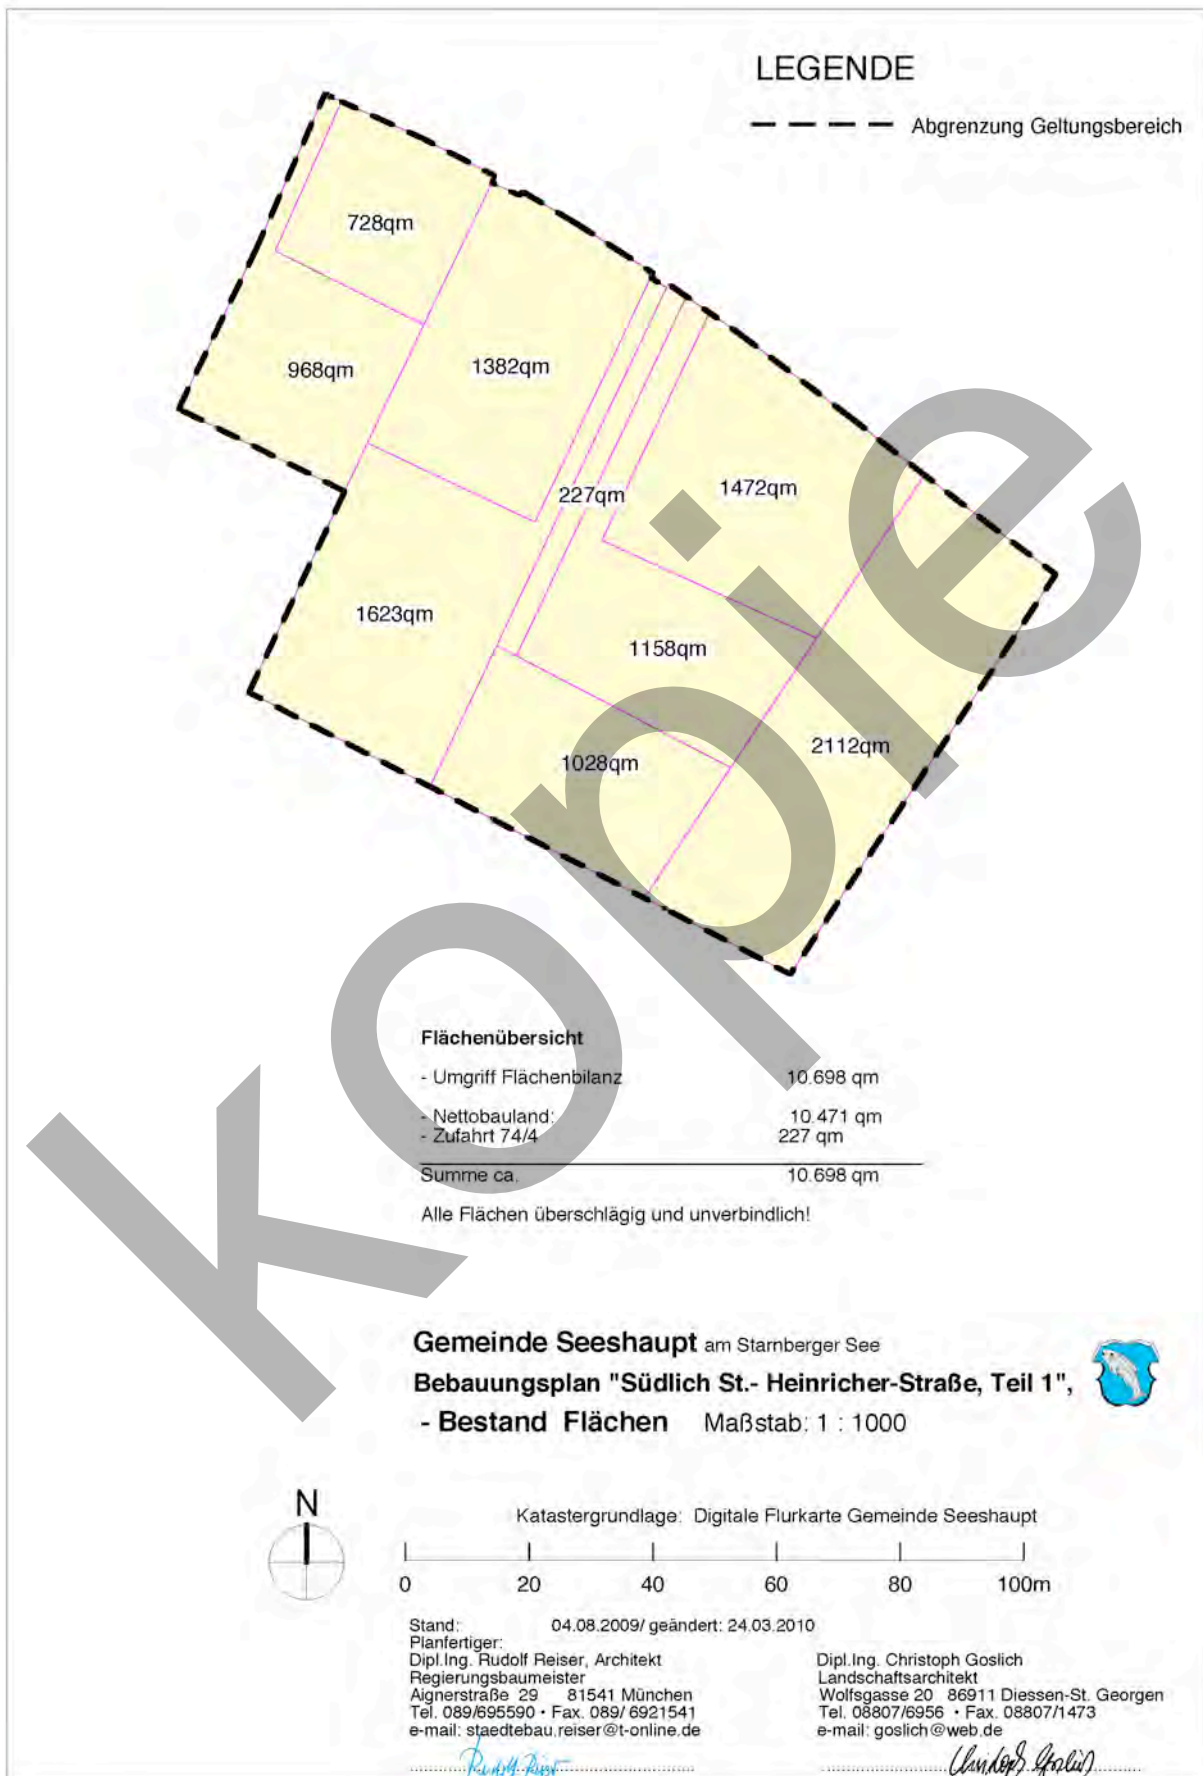 LEGENDE
Abgrenzung Geltungsbereich
728qm
968qm
1382qm
227qm
1472qm
1623qm
1158qm
2112qm
1028qm
kopie
Flächenübersicht
- Umgriff Flächenbilanz 10.698 qm
- Nettobauland: 10.471 qm
- Zufahrt 74/4 227 qm
Summe ca. 10.698 qm
Alle Flächen überschlägig und unverbindlich!
Gemeinde Seeshaupt am Starnberger See
Bebauungsplan "Südlich St.- Heinricher-Straße, Teil 1",
- Bestand Flächen Maßstab: 1 : 1000
N
Katastergrundlage: Digitale Flurkarte Gemeinde Seeshaupt
0 20 40 60 80 100m
Stand: 04.08.2009/ geändert: 24.03.2010
Planfertiger:
Dipl.Ing. Rudolf Reiser, Architekt
Regierungsbaumeister
Aignerstraße 29 81541 München
Tel. 089/695590 • Fax. 089/ 6921541
e-mail: staedtebau.reiser@t-online.de
Rudolf Reiser
Dipl.Ing. Christoph Goslich
Landschaftsarchitekt
Wolfsgasse 20 86911 Diessen-St. Georgen
Tel. 08807/6956 • Fax. 08807/1473
e-mail: goslich@web.de
Christoph Goslich